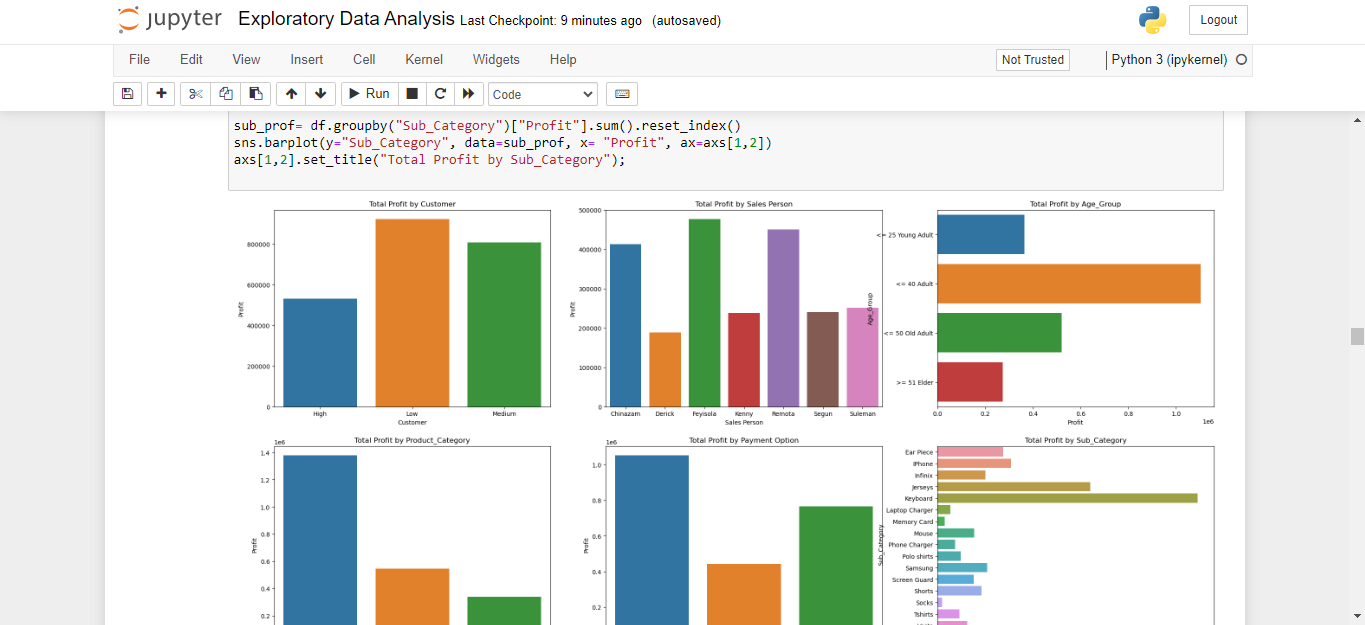 jupyter Exploratory Data Analysis Last Checkpoint: 9 minutes ago (autosaved)
Logout
File Edit View Insert Cell Kernel Widgets Help
Not Trusted
Python 3 (ipykernel)
Run
Code
sub_prof= df.groupby("Sub_Category")["Profit"].sum().reset_index()
sns.barplot(y="Sub_Category", data=sub_prof, x= "Profit", ax=axs[1,2])
axs[1,2].set_title("Total Profit by Sub_Category");
Total Profit by Customer
800000
600000
400000
200000
0
Profit
High Low Medium
Customer
Total Profit by Sales Person
500000
400000
300000
200000
100000
0
Profit
Chinazam Derick Feyisola Kenny Remota Segun Suleman
Sales Person
Total Profit by Age_Group
<= 25 Young Adult
<= 40 Adult
<= 50 Old Adult
>= 51 Elder
Age_Group
0.0 0.2 0.4 0.6 0.8 1.0
1e6
Profit
Total Profit by Product_Category
1e6
1.4
1.2
1.0
0.8
0.6
0.4
0.2
Profit
Total Profit by Payment Option
1e6
1.0
0.8
0.6
0.4
0.2
Profit
Total Profit by Sub_Category
Ear Piece
IPhone
Infinix
Jerseys
Keyboard
Laptop Charger
Memory Card
Mouse
Phone Charger
Polo shirts
Samsung
Screen Guard
Shorts
Socks
Tshirts
Sub_Category